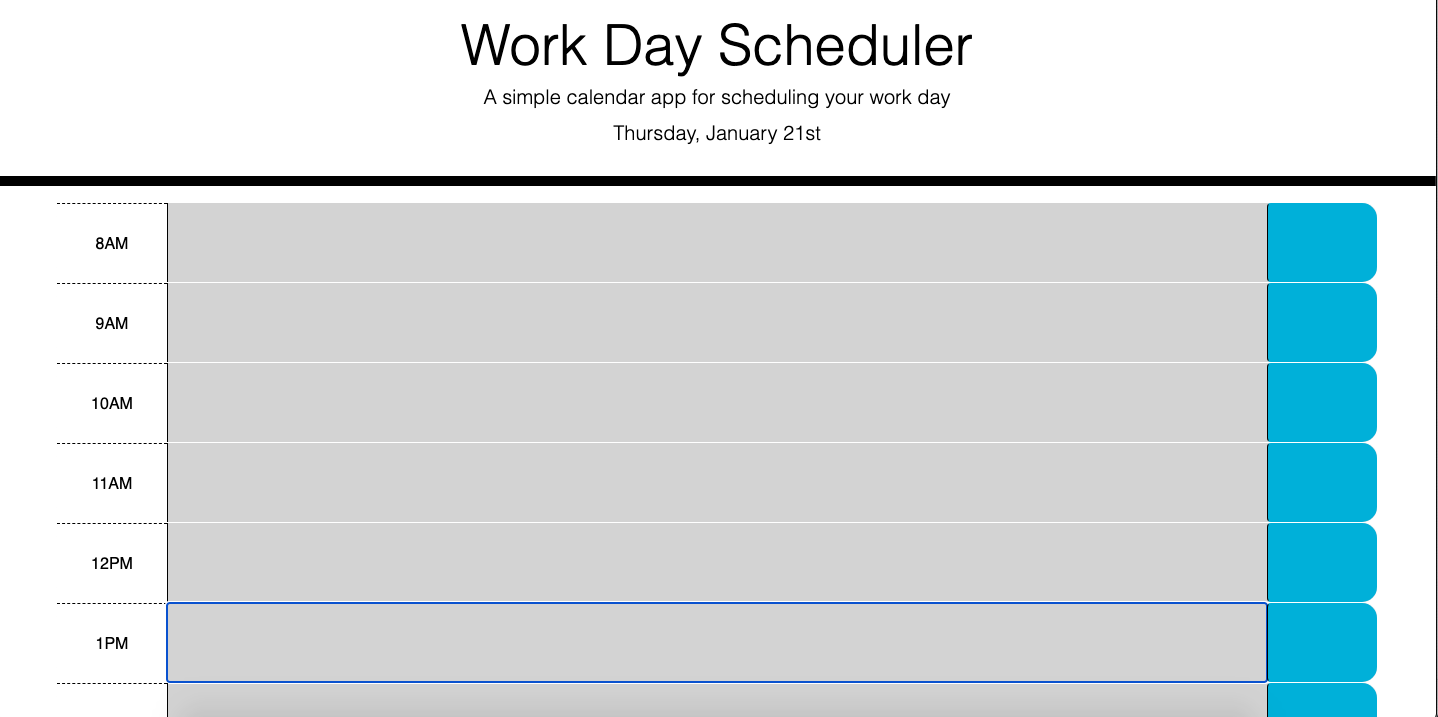 Work Day Scheduler
A simple calendar app for scheduling your work day
Thursday, January 21st
8AM
9AM
10AM
11AM
12PM
1PM